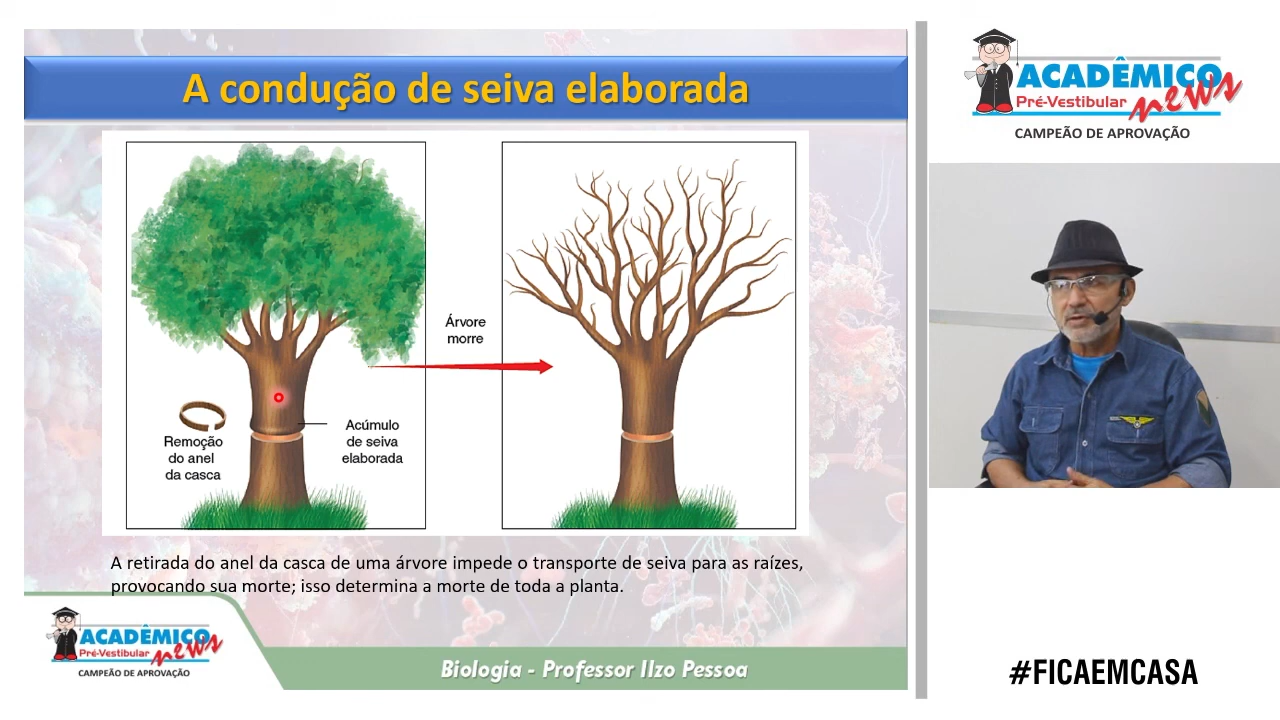 A condução de seiva elaborada
Árvore
morre
Remoção
do anel
da casca
Acúmulo
de seiva
elaborada
A retirada do anel da casca de uma árvore impede o transporte de seiva para as raízes,
provocando sua morte; isso determina a morte de toda a planta.
ACADÊMICO
Pré-Vestibular news
CAMPEÃO DE APROVAÇÃO
Biologia - Professor Ilzo Pessoa
ACADÊMICO
Pré-Vestibular news
CAMPEÃO DE APROVAÇÃO
#FICAEMCASA